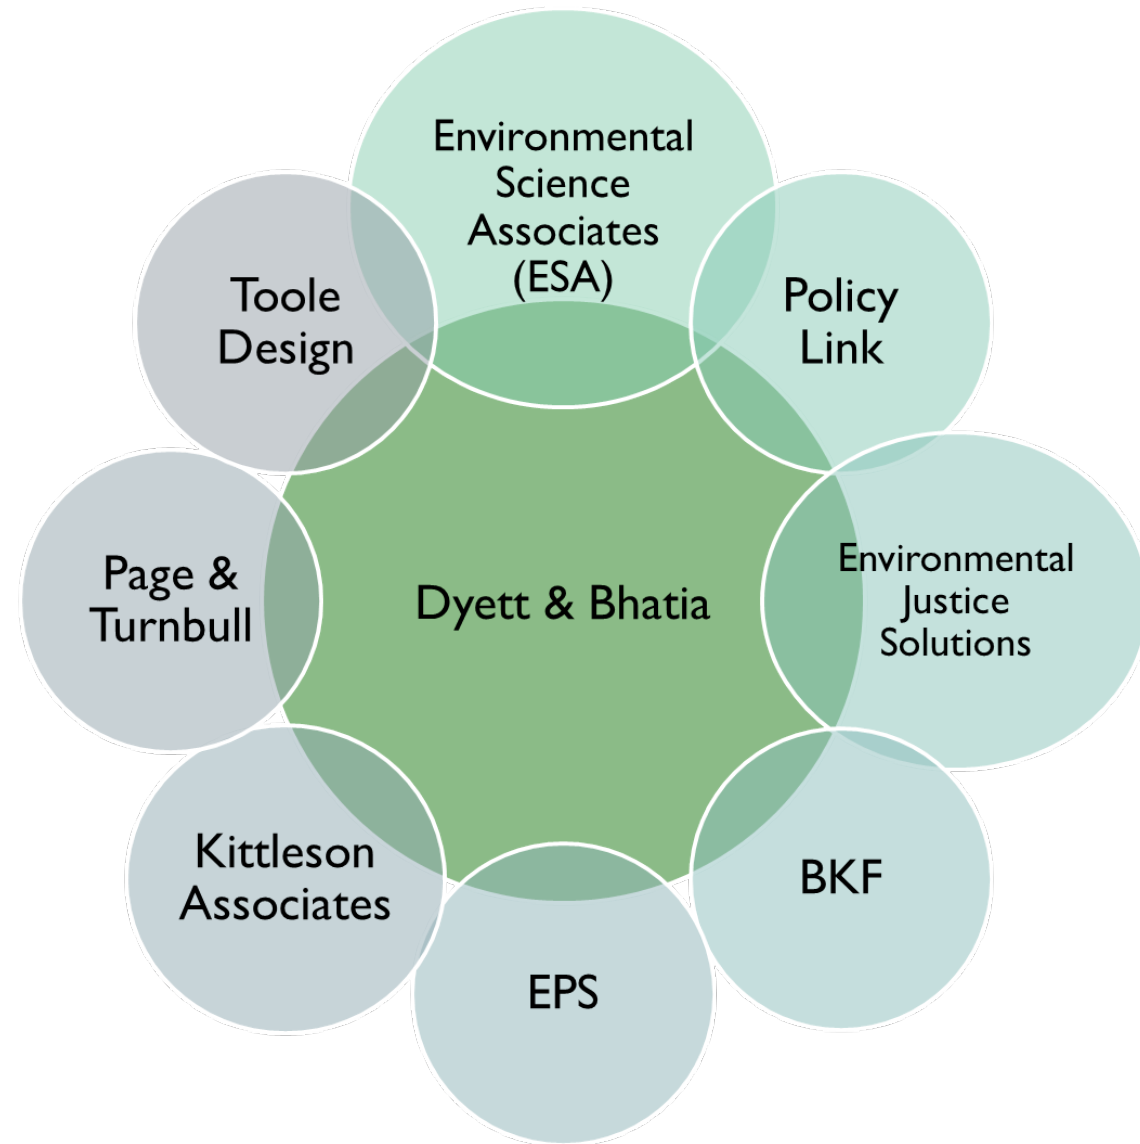 Environmental
Science
Associates
(ESA)
Policy
Link
Environmental
Justice
Solutions
BKF
EPS
Kittleson
Associates
Page &
Turnbull
Toole
Design
Dyett & Bhatia